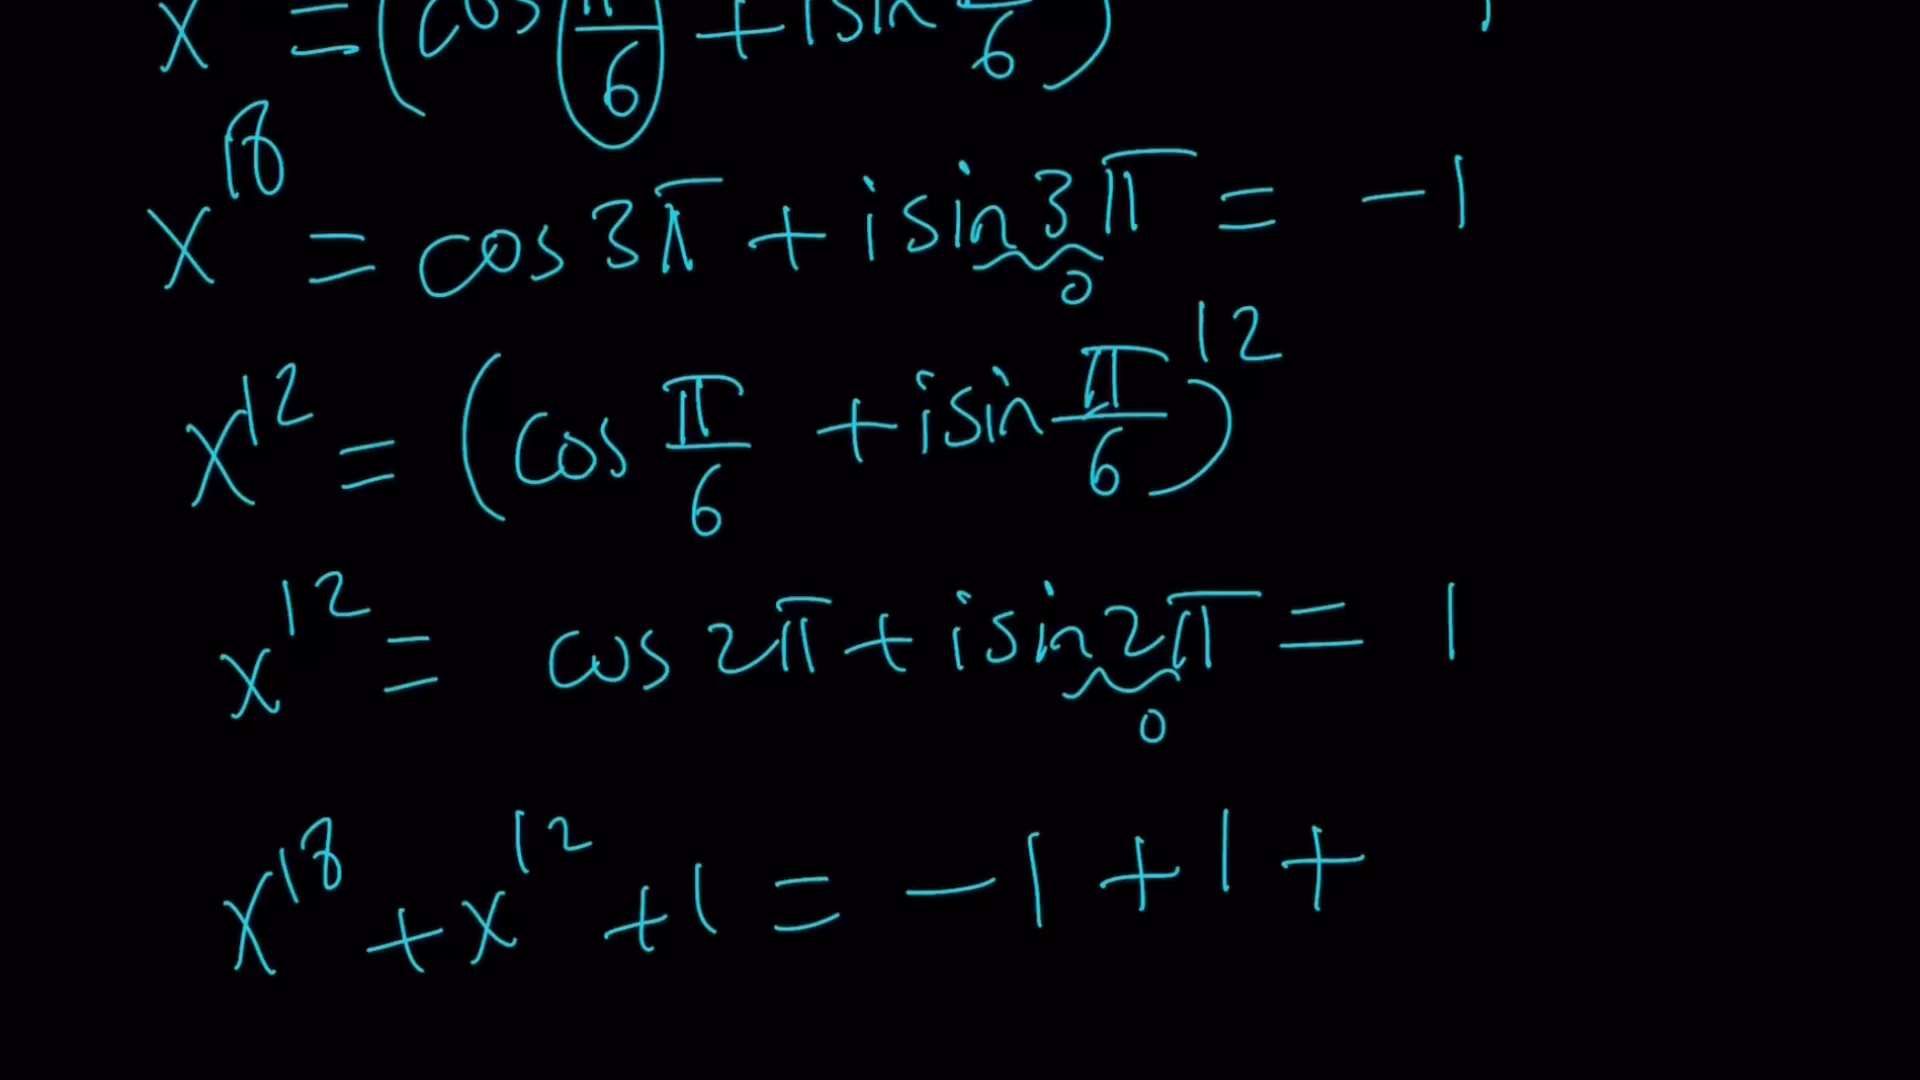 x = (cos π/6 + i sin π/6)
x^18 = cos 3π + i sin 3π = -1
0
x^12 = (cos π/6 + i sin π/6)^12
x^12 = cos 2π + i sin 2π = 1
0
x^18 + x^12 + 1 = -1 + 1 +